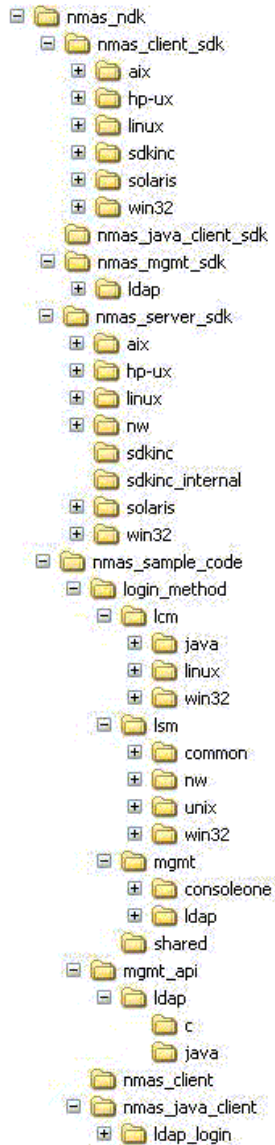 nmas_ndk
nmas_client_sdk
aix
hp-ux
linux
sdkinc
solaris
win32
nmas_java_client_sdk
nmas_mgmt_sdk
ldap
nmas_server_sdk
aix
hp-ux
linux
nw
sdkinc
sdkinc_internal
solaris
win32
nmas_sample_code
login_method
lcm
java
linux
win32
lsm
common
nw
unix
win32
mgmt
consoleone
ldap
shared
mgmt_api
ldap
c
java
nmas_client
nmas_java_client
ldap_login